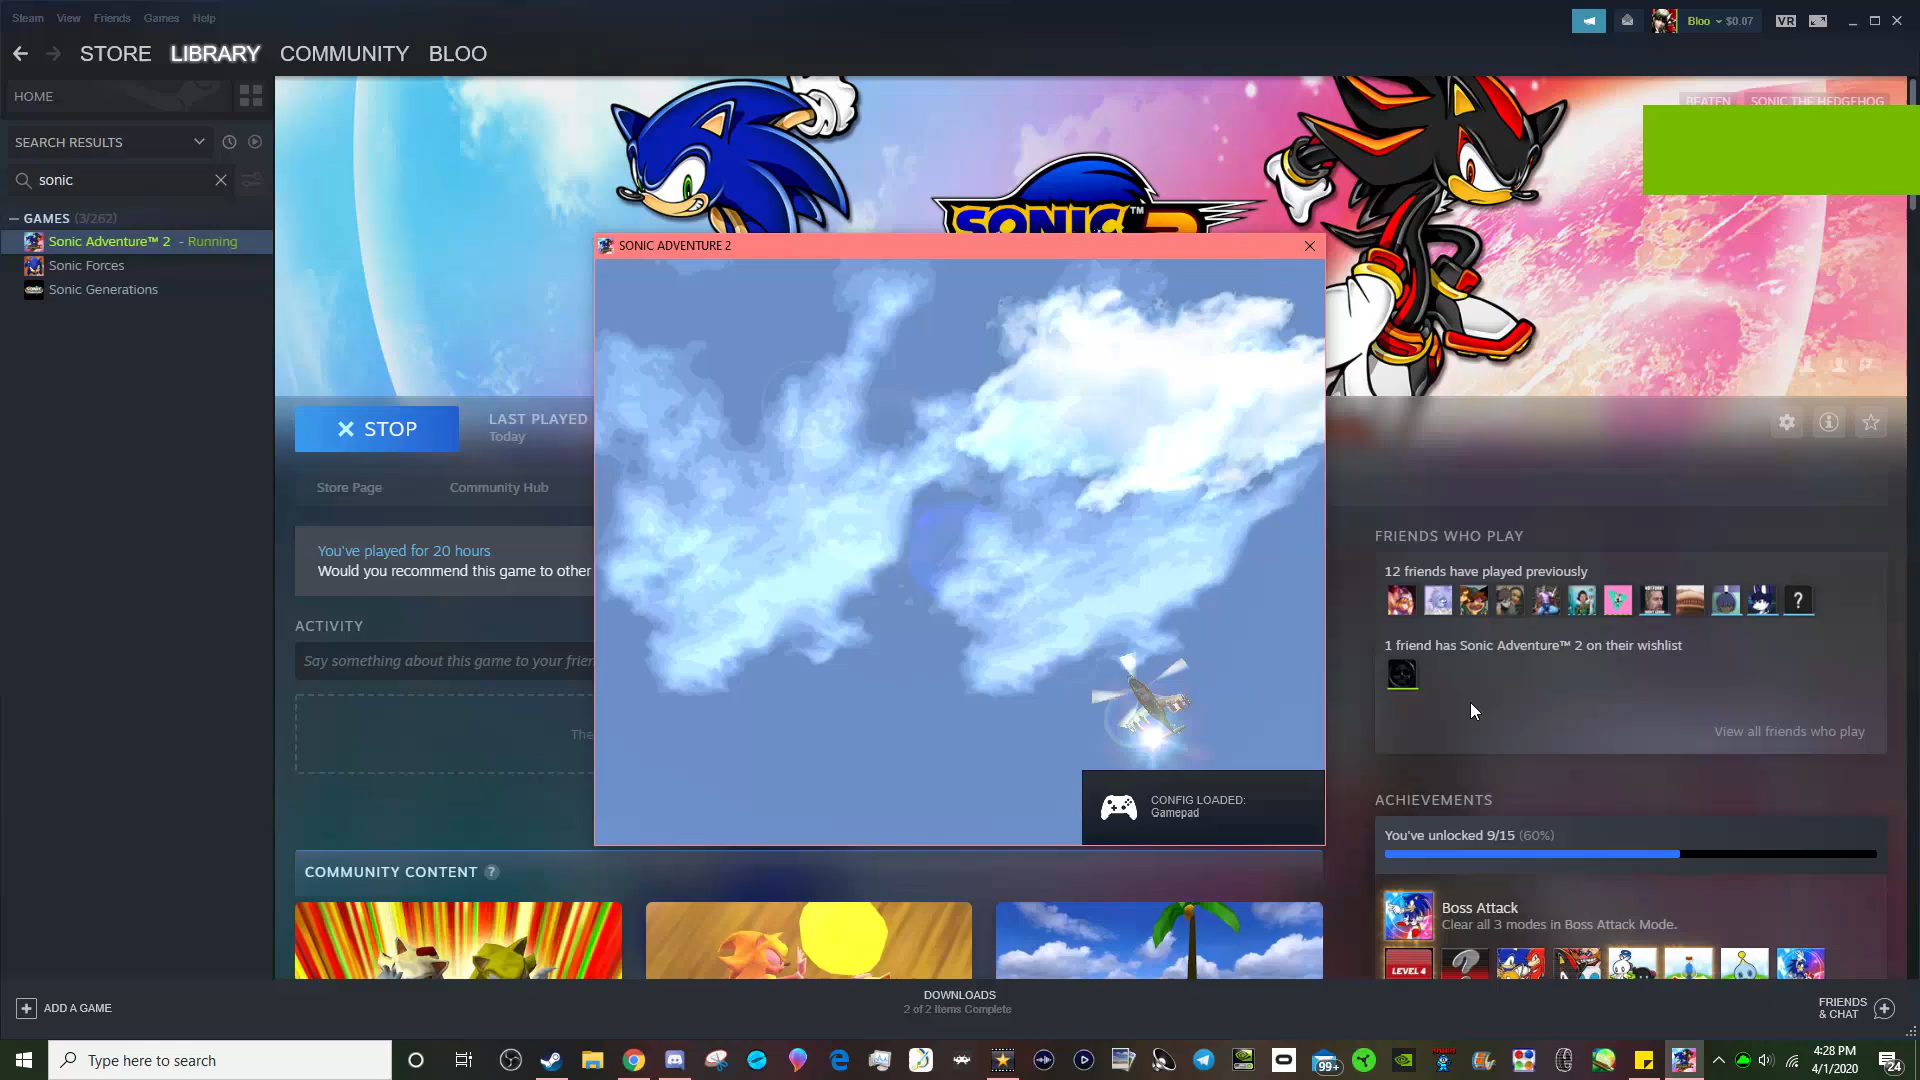 Steam View Friends Games Help
Bloo $0.07
VR
STORE LIBRARY COMMUNITY BLOO
HOME
SEARCH RESULTS
sonic
GAMES (3/262)
Sonic Adventure™ 2 - Running
Sonic Forces
Sonic Generations
BEATEN SONIC THE HEDGEHOG
SONIC™ 2
SONIC ADVENTURE 2
STOP
LAST PLAYED
Today
Store Page Community Hub
You've played for 20 hours
Would you recommend this game to other
ACTIVITY
Say something about this game to your frien
The
CONFIG LOADED:
Gamepad
COMMUNITY CONTENT ?
FRIENDS WHO PLAY
12 friends have played previously
?
1 friend has Sonic Adventure™ 2 on their wishlist
View all friends who play
ACHIEVEMENTS
You've unlocked 9/15 (60%)
Boss Attack
Clear all 3 modes in Boss Attack Mode.
LEVEL 4
ADD A GAME
DOWNLOADS
2 of 2 Items Complete
FRIENDS
& CHAT
Type here to search
99+
4:28 PM
4/1/2020
24